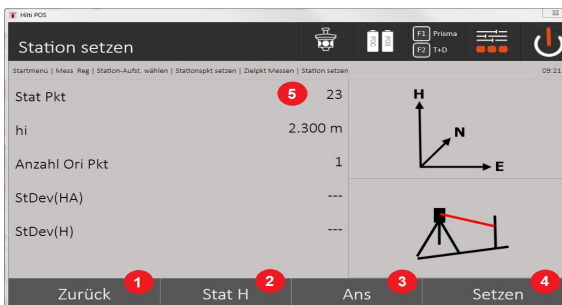 Hilti POS
Station setzen
POC
POS
F1 Prisma
F2 T+D
Startmenü | Mess Reg | Station-Aufst. wählen | Stationspkt setzen | Zielpkt Messen | Station setzen
09:21
Stat Pkt 5 23
hi 2.300 m
Anzahl Ori Pkt 1
StDev(HA) ---
StDev(H) ---
H
N
E
1 2 3 4
Zurück Stat H Ans Setzen